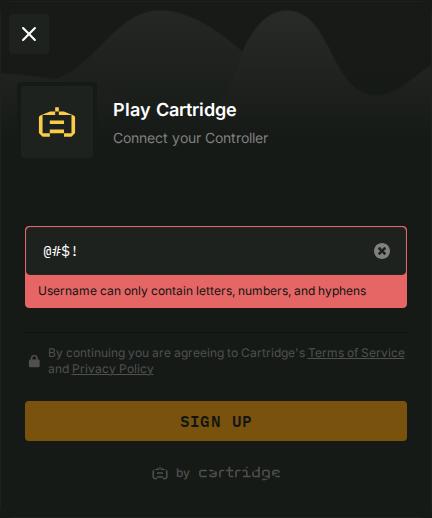 Play Cartridge
Connect your Controller
@#$!
Username can only contain letters, numbers, and hyphens
By continuing you are agreeing to Cartridge's Terms of Service
and Privacy Policy
SIGN UP
by cartridge